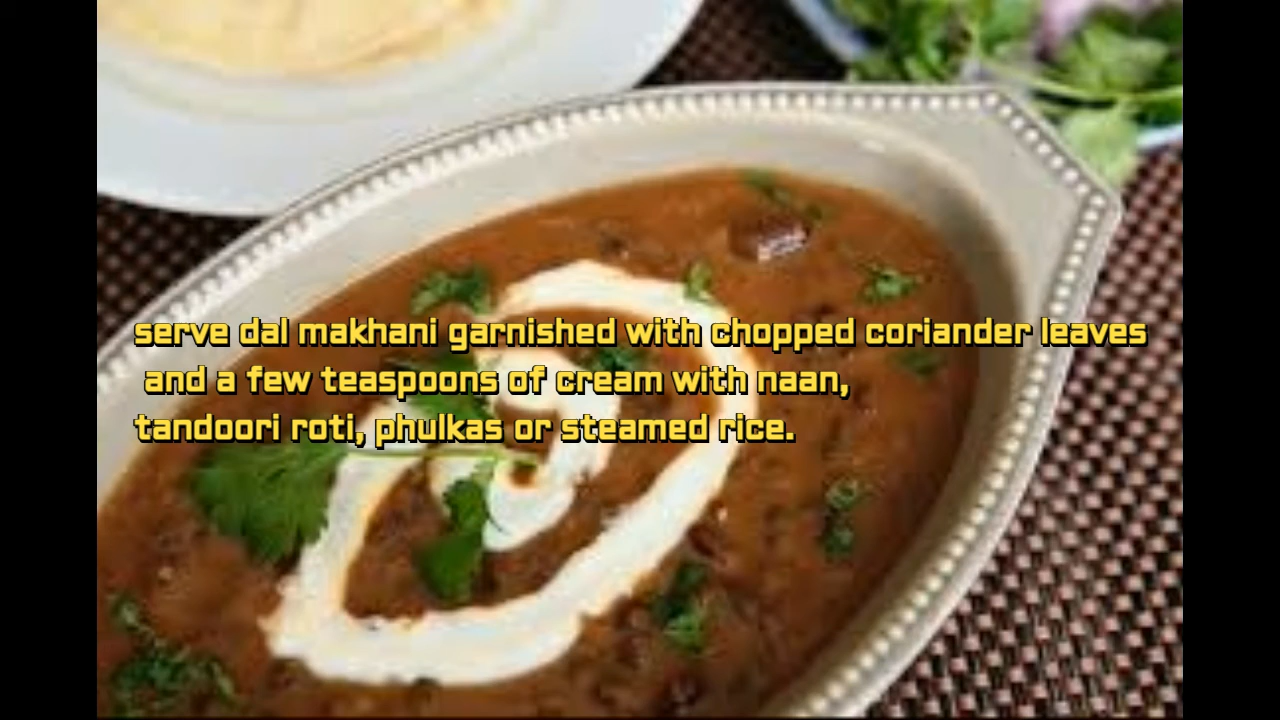 serve dal makhani garnished with chopped coriander leaves
and a few teaspoons of cream with naan,
tandoori roti, phulkas or steamed rice.